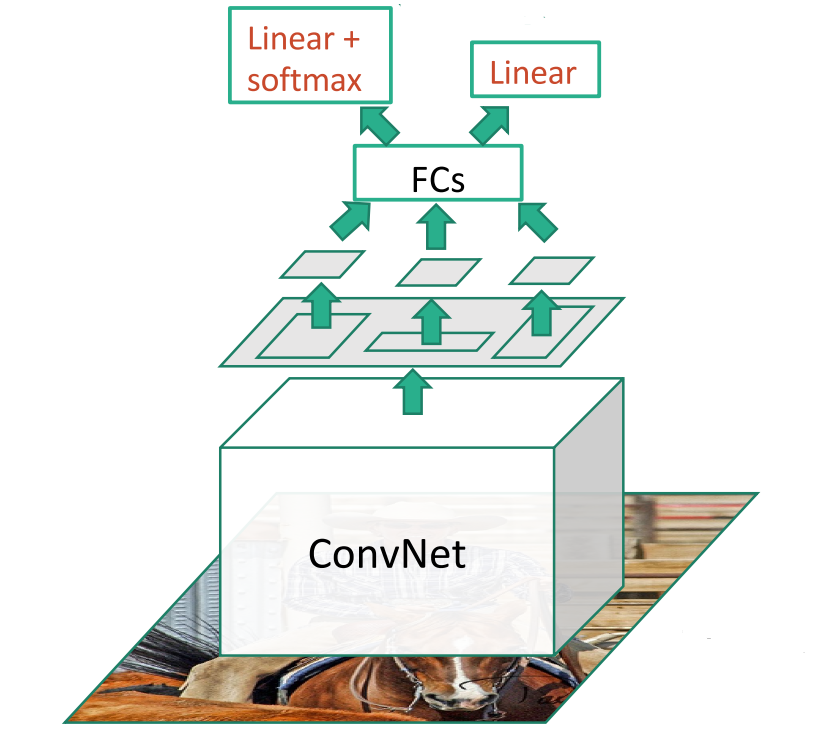 Linear +
softmax
Linear
FCs
ConvNet